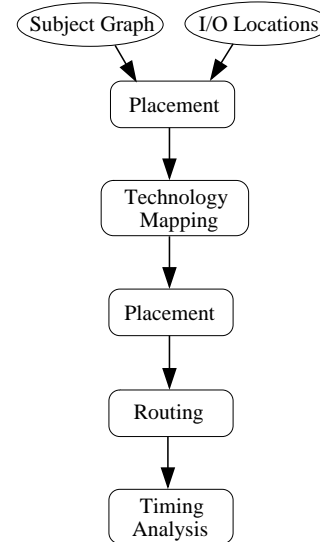 Subject Graph
I/O Locations
Placement
Technology
Mapping
Placement
Routing
Timing
Analysis